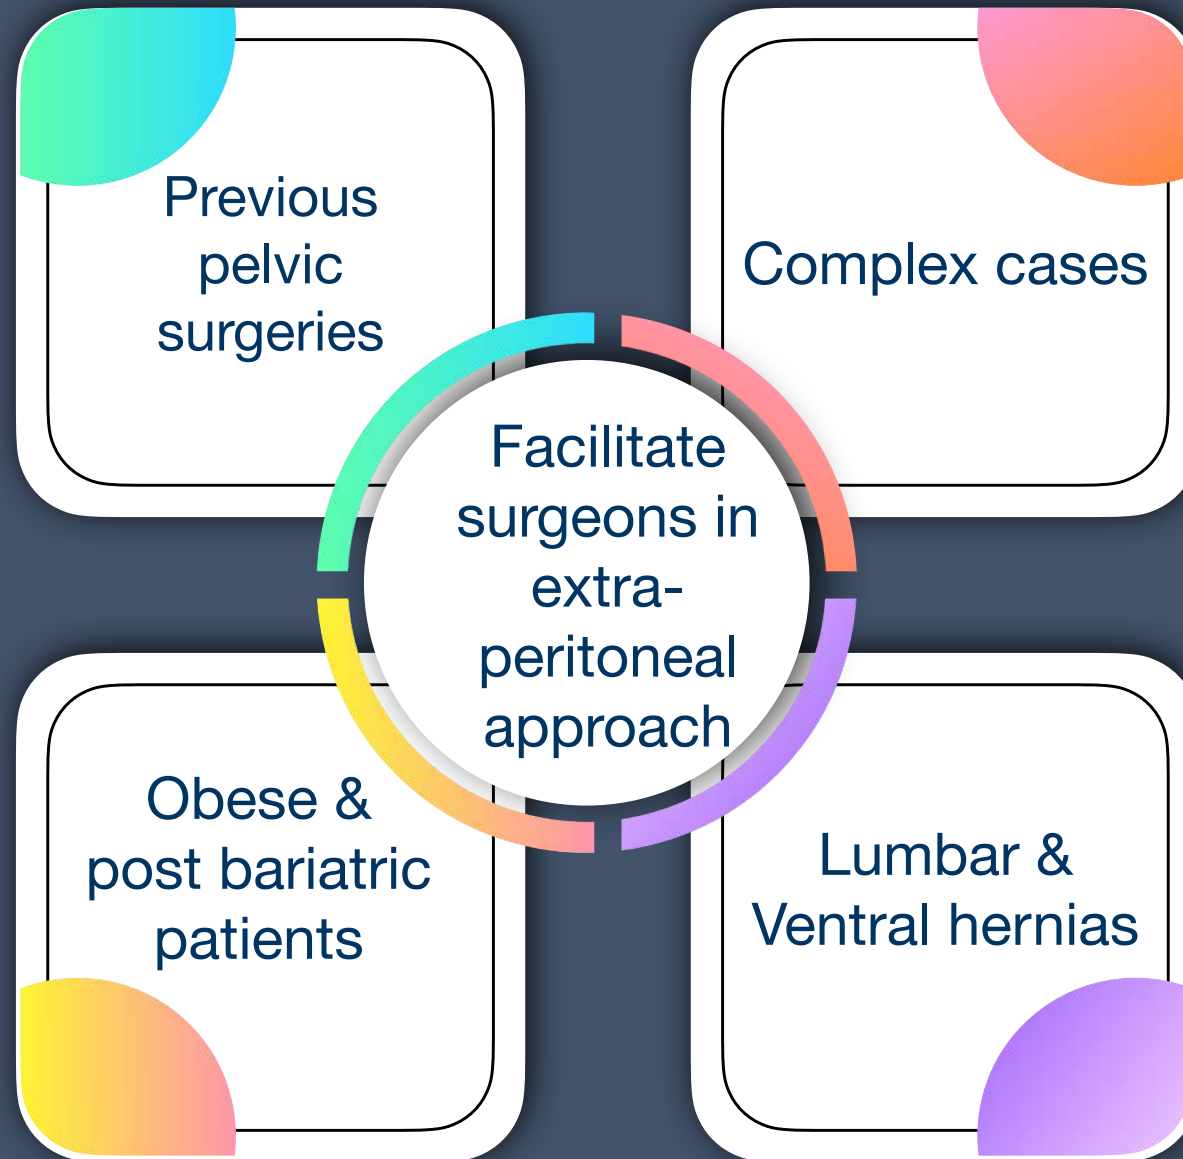 Previous
pelvic
surgeries
Complex cases
Facilitate
surgeons in
extra-
peritoneal
approach
Obese &
post bariatric
patients
Lumbar &
Ventral hernias